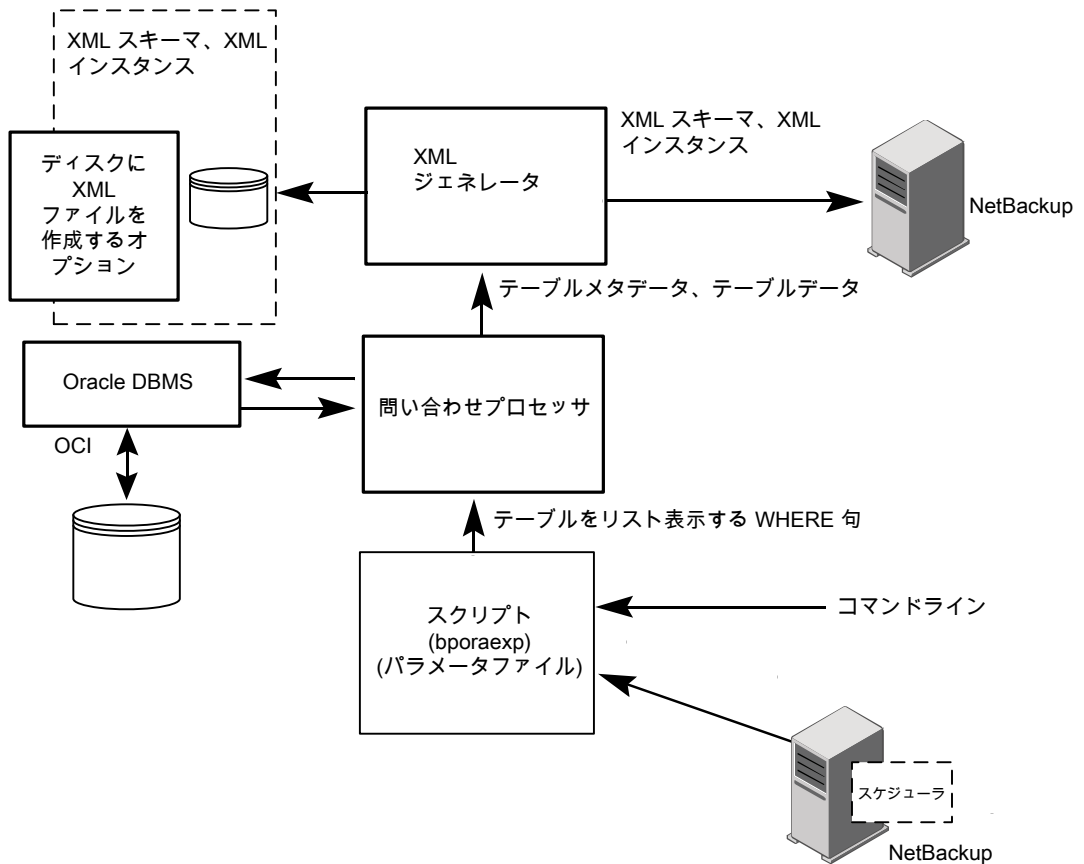 XML スキーマ、XML
インスタンス
ディスクに
XML
ファイルを
作成するオ
プション
XML
ジェネレータ
XML スキーマ、XML
インスタンス
NetBackup
テーブルメタデータ、テーブルデータ
Oracle DBMS
問い合わせプロセッサ
OCI
テーブルをリスト表示する WHERE 句
スクリプト
(bporaexp)
(パラメータファイル)
コマンドライン
スケジューラ
NetBackup